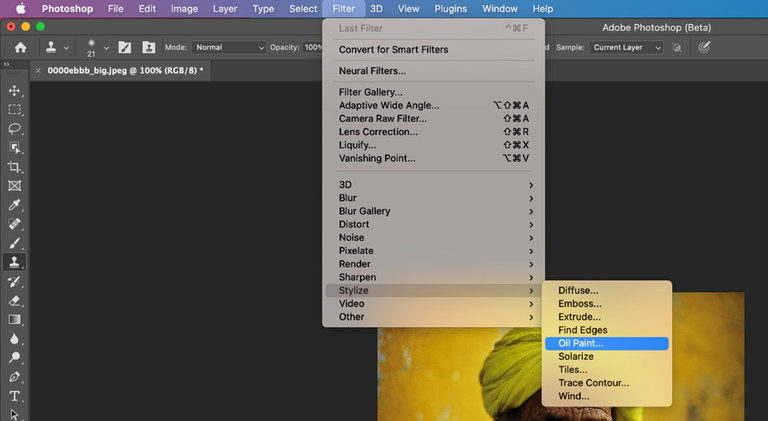 Photoshop File Edit Image Layer Type Select Filter 3D View Plugins Window Help
Adobe Photoshop (Beta)
21 Mode: Normal Opacity: 100% Sample: Current Layer
0000ebbb_big.jpeg @ 100% (RGB/8) *
Last Filter ^⌘F
Convert for Smart Filters
Neural Filters...
Filter Gallery...
Adaptive Wide Angle... ⌥⇧⌘A
Camera Raw Filter... ⇧⌘A
Lens Correction... ⇧⌘R
Liquify... ⇧⌘X
Vanishing Point... ⌥⌘V
3D
Blur
Blur Gallery
Distort
Noise
Pixelate
Render
Sharpen
Stylize
Video
Other
Diffuse...
Emboss...
Extrude...
Find Edges
Oil Paint...
Solarize
Tiles...
Trace Contour...
Wind...